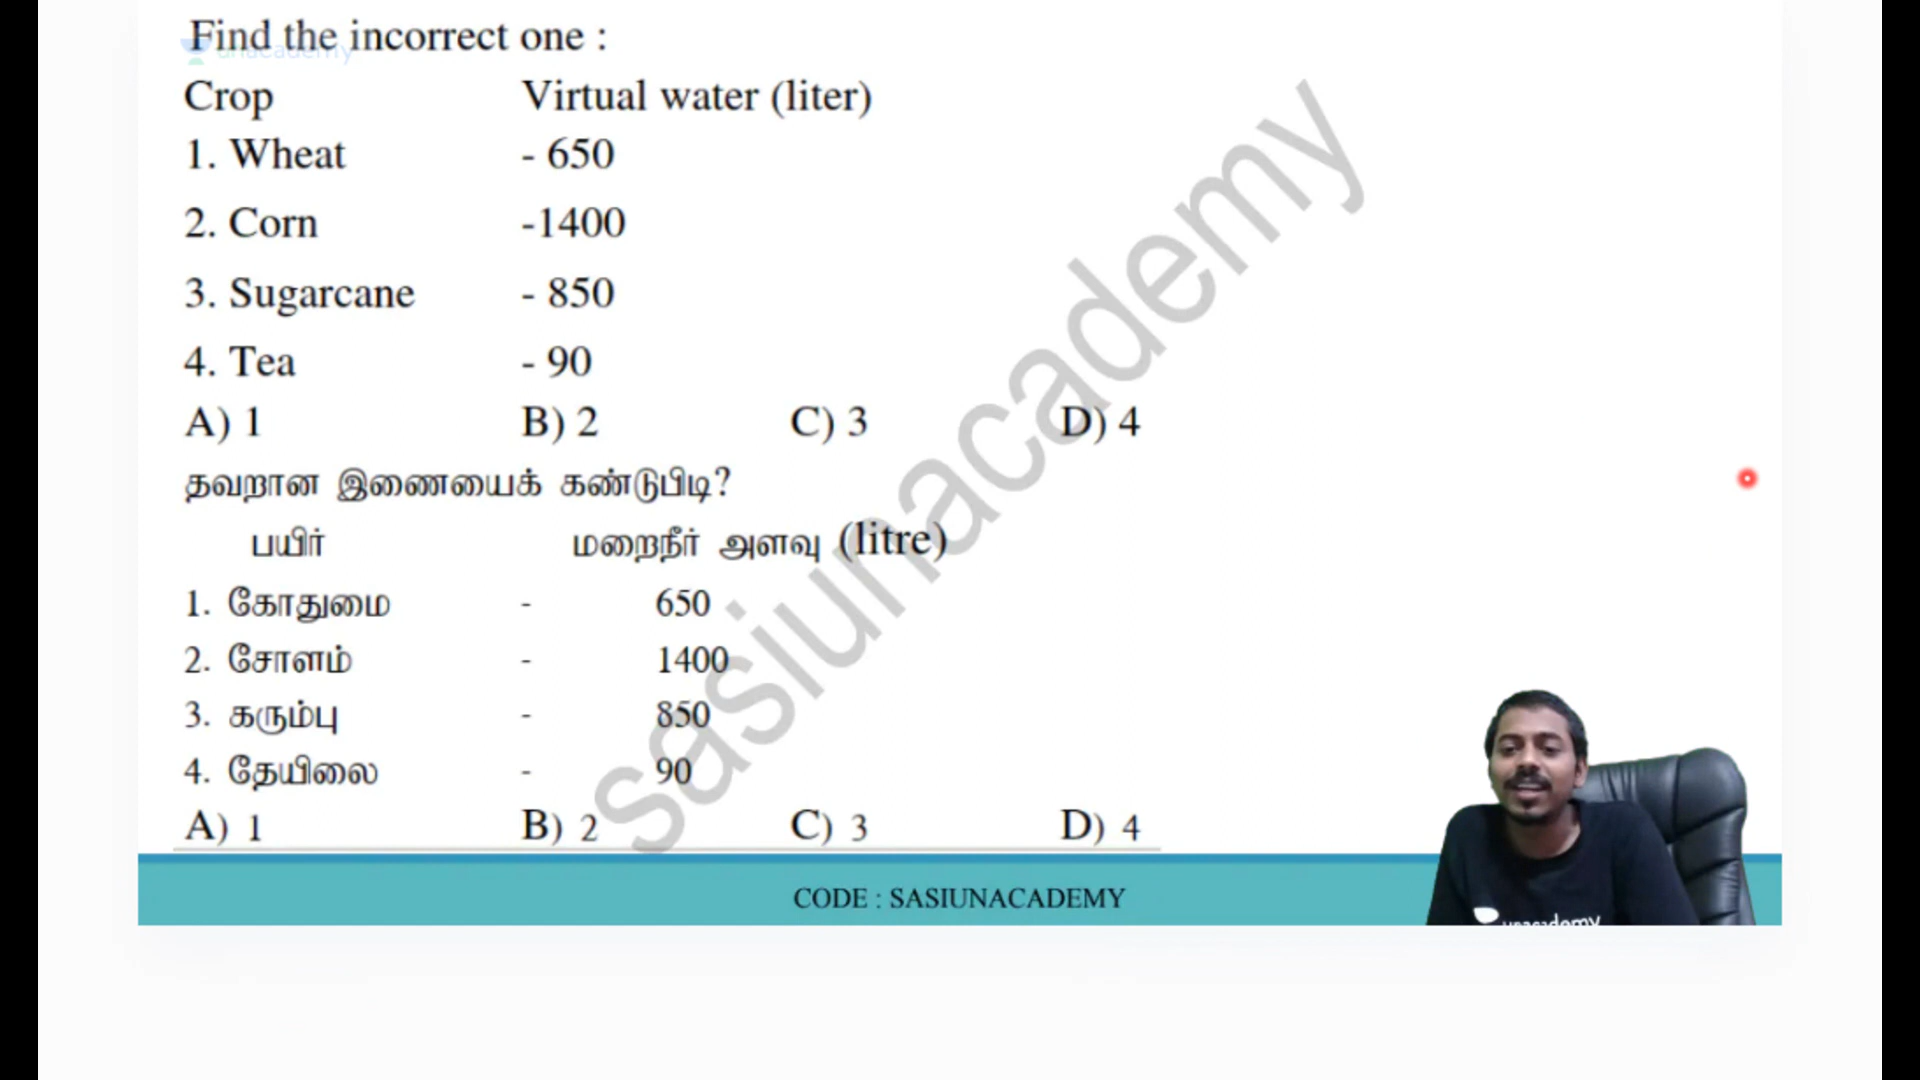 Find the incorrect one :
unacademy
Crop Virtual water (liter)
1. Wheat - 650
2. Corn -1400
3. Sugarcane - 850
4. Tea - 90
A) 1 B) 2 C) 3 D) 4
தவறான இணையைக் கண்டுபிடி?
பயிர் மறைநீர் அளவு (litre)
1. கோதுமை - 650
2. சோளம் - 1400
3. கரும்பு - 850
4. தேயிலை - 90
A) 1 B) 2 C) 3 D) 4
sasiunacademy
CODE : SASIUNACADEMY
unacademy